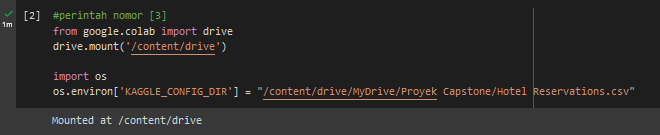 [2] #perintah nomor [3]
from google.colab import drive
drive.mount('/content/drive')
import os
os.environ['KAGGLE_CONFIG_DIR'] = "/content/drive/MyDrive/Proyek Capstone/Hotel Reservations.csv"
1m
Mounted at /content/drive